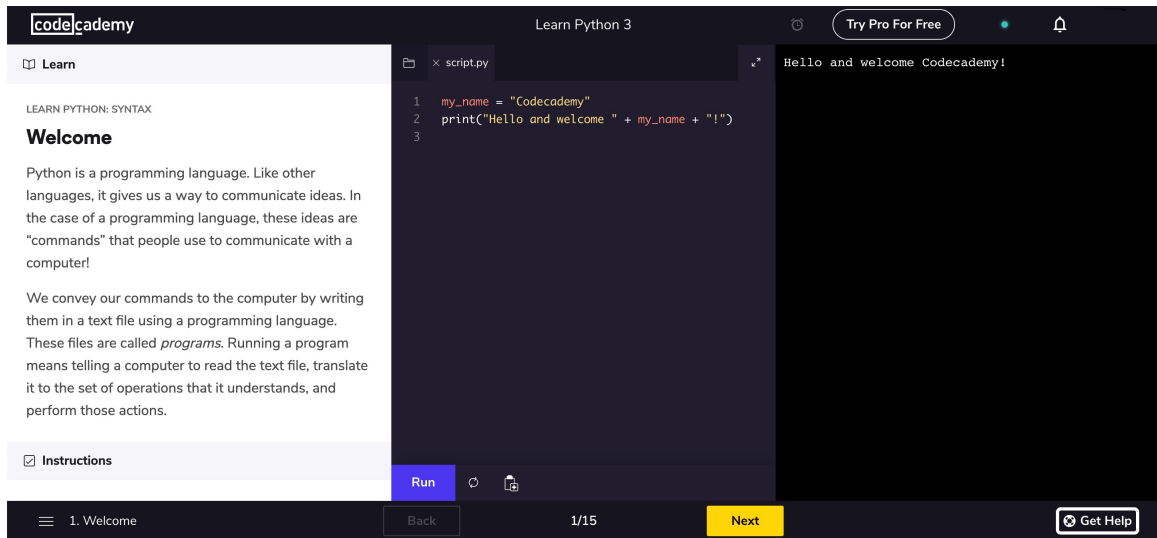 codecademy
Learn Python 3
Try Pro For Free
Learn
LEARN PYTHON: SYNTAX
Welcome
Python is a programming language. Like other
languages, it gives us a way to communicate ideas. In
the case of a programming language, these ideas are
“commands” that people use to communicate with a
computer!
We convey our commands to the computer by writing
them in a text file using a programming language.
These files are called programs. Running a program
means telling a computer to read the text file, translate
it to the set of operations that it understands, and
perform those actions.
Instructions
script.py
1 my_name = "Codecademy"
2 print("Hello and welcome " + my_name + "!")
3
Run
Hello and welcome Codecademy!
1. Welcome
Back
1/15
Next
Get Help